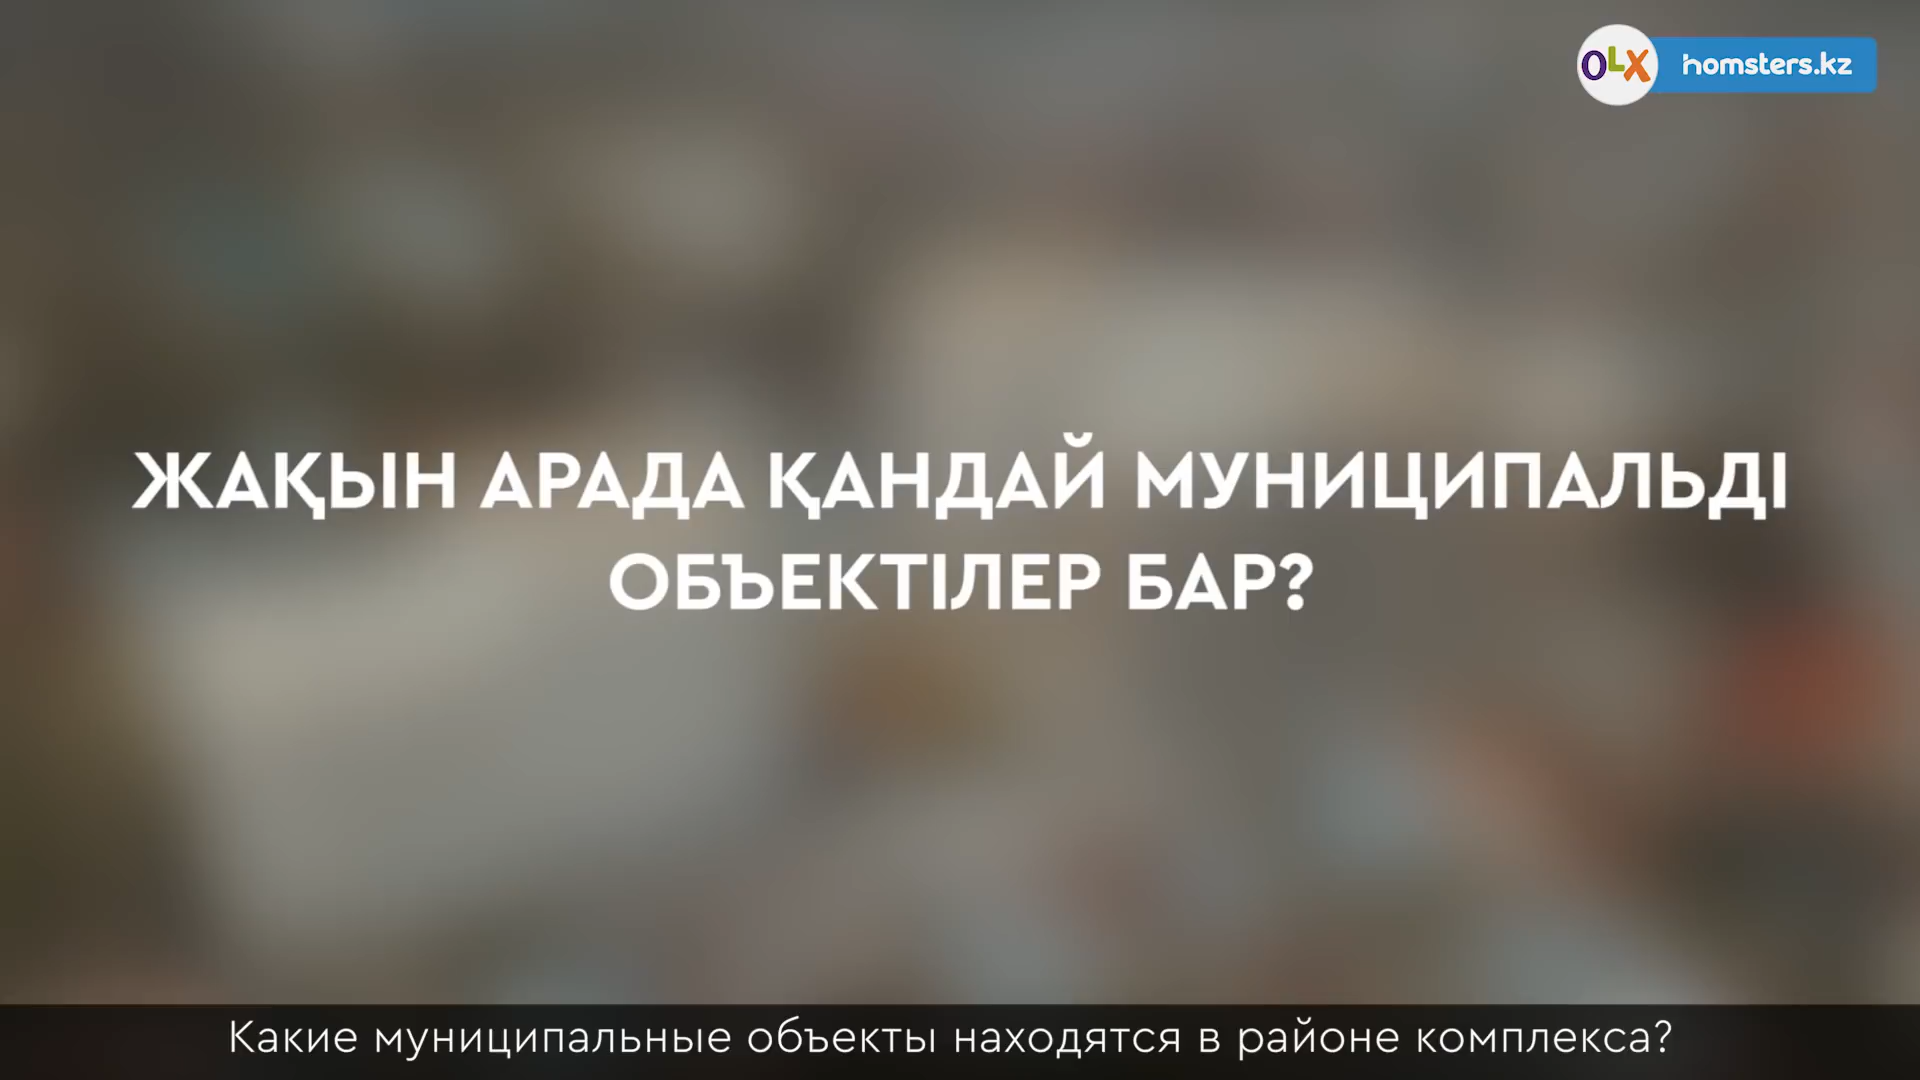 OLX homsters.kz
ЖАҚЫН АРАДА ҚАНДАЙ МУНИЦИПАЛЬДІ
ОБЪЕКТІЛЕР БАР?
Какие муниципальные объекты находятся в районе комплекса?